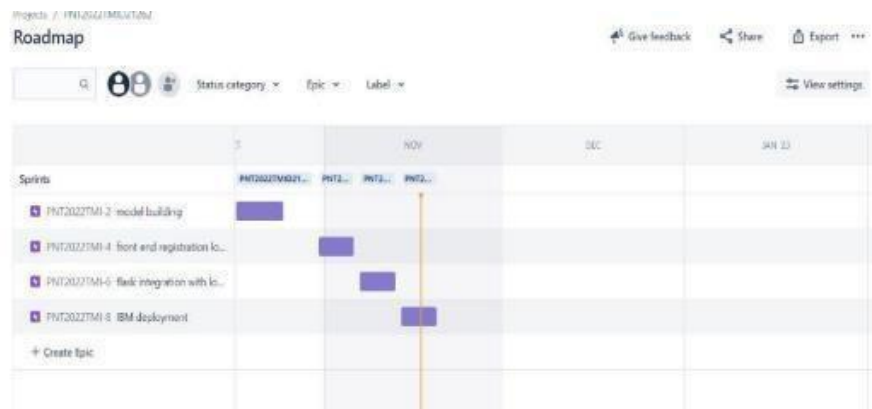 Projects / PNT2022TMID21262
Roadmap
Give feedback Share Export
Status category Epic Label View settings
T NOV DEC JAN 23
Sprints PNT2022TMID21... PNT2... PNT2... PNT2...
PNT2022TMI-2 model building
PNT2022TMI-4 front end registration lo...
PNT2022TMI-6 flask integration with lo...
PNT2022TMI-8 IBM deployment
+ Create Epic